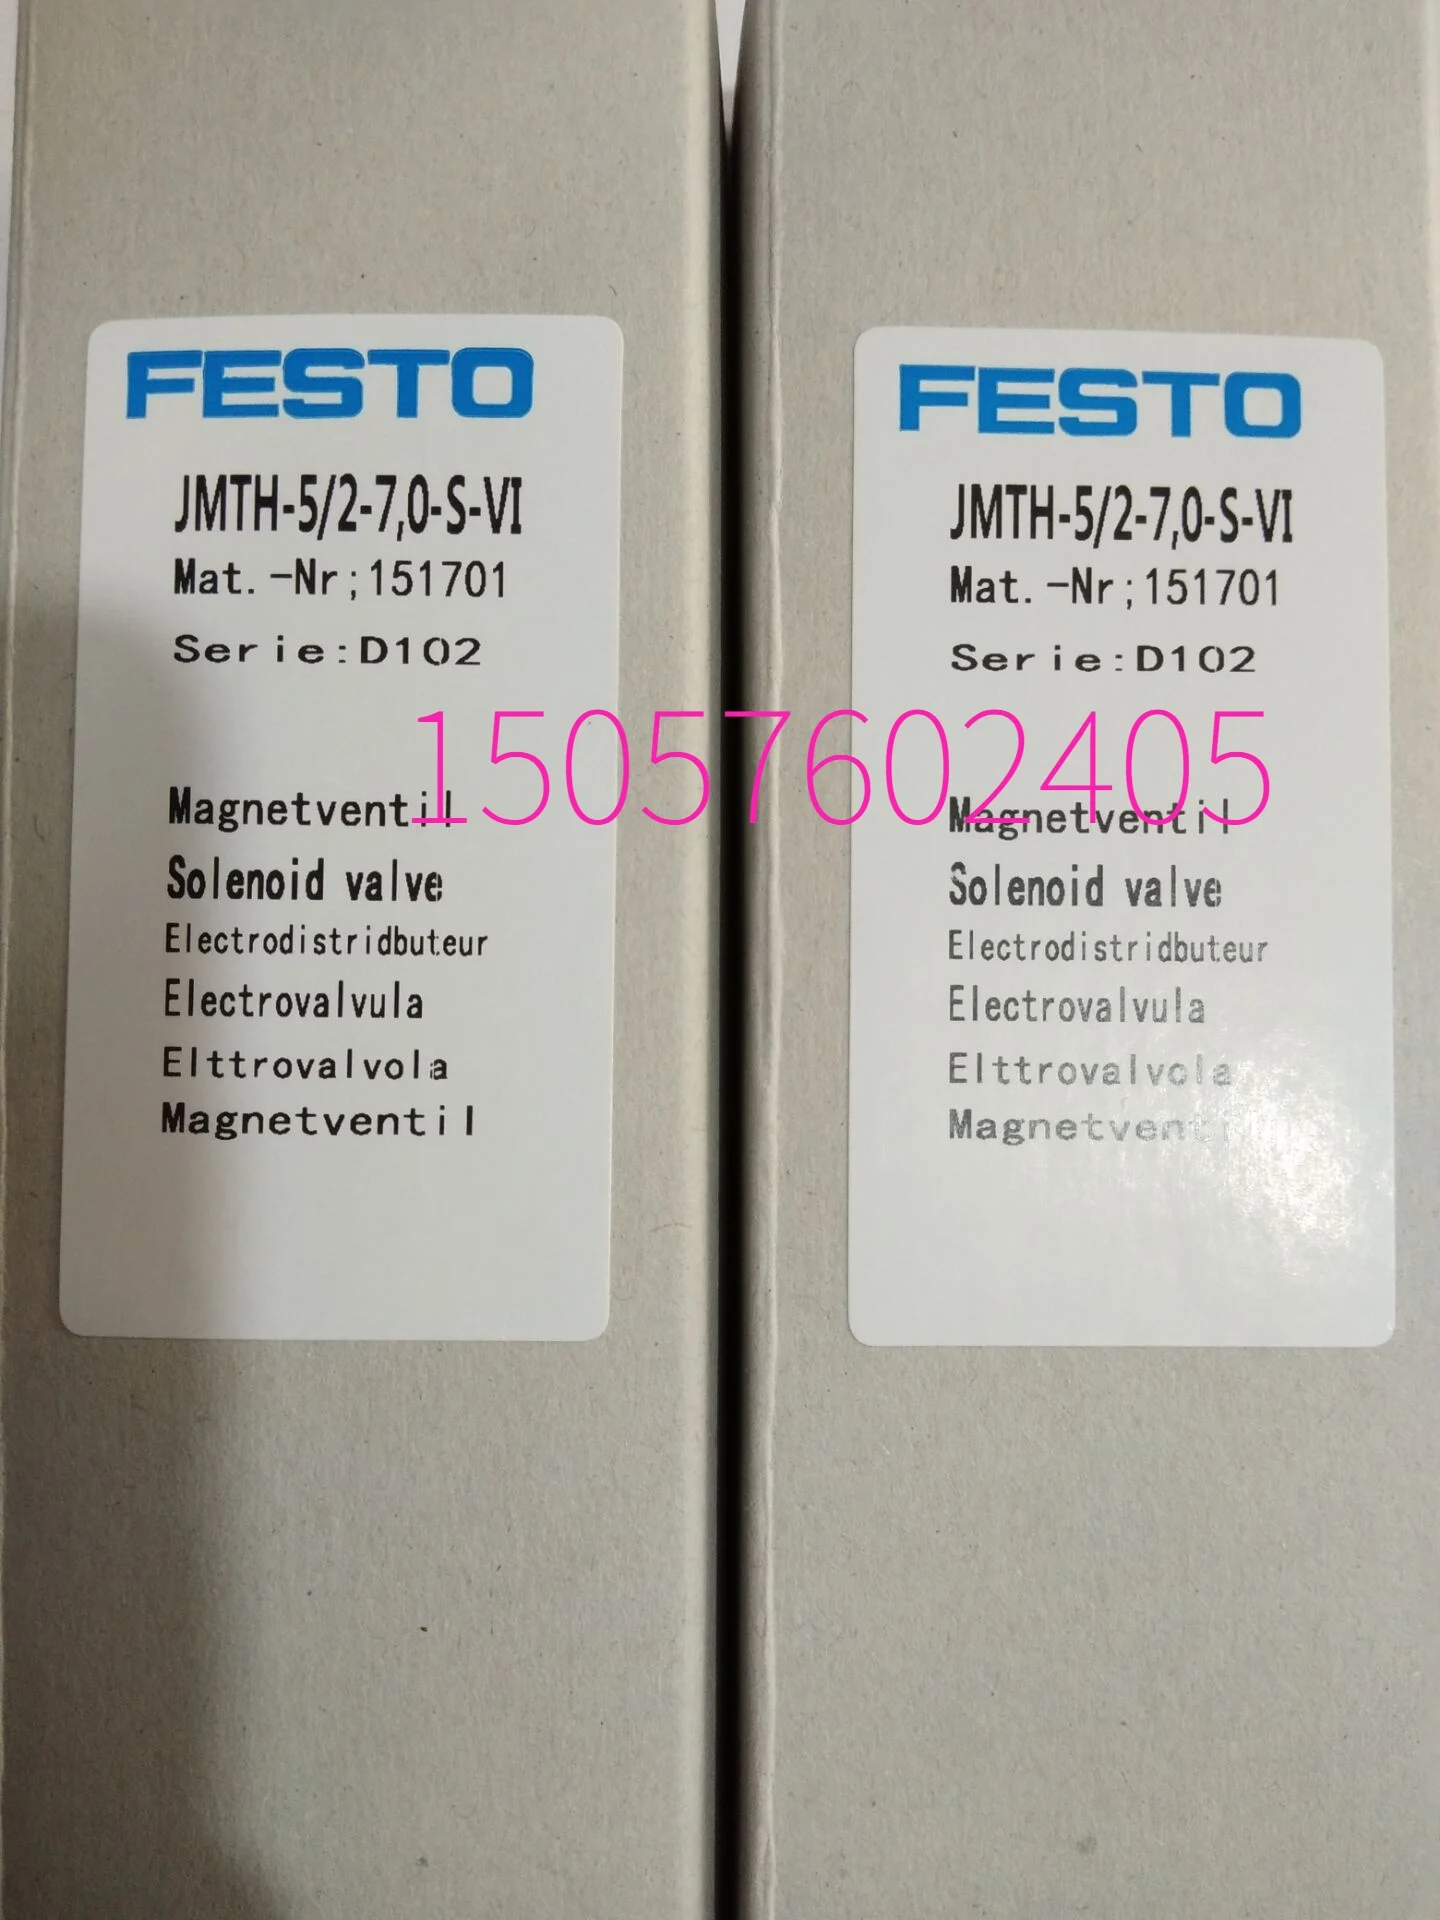 FESTO
JMTH-5/2-7,0-S-VI
Mat.-Nr;151701
Serie:D102
Magnetventil
Solenoid valve
Electrodistridbuteur
Electrovalvula
Elttrovalvola
Magnetventil
FESTO
JMTH-5/2-7,0-S-VI
Mat.-Nr;151701
Serie:D102
Magnetventil
Solenoid valve
Electrodistridbuteur
Electrovalvula
Elttrovalvola
Magnetventil
15057602405